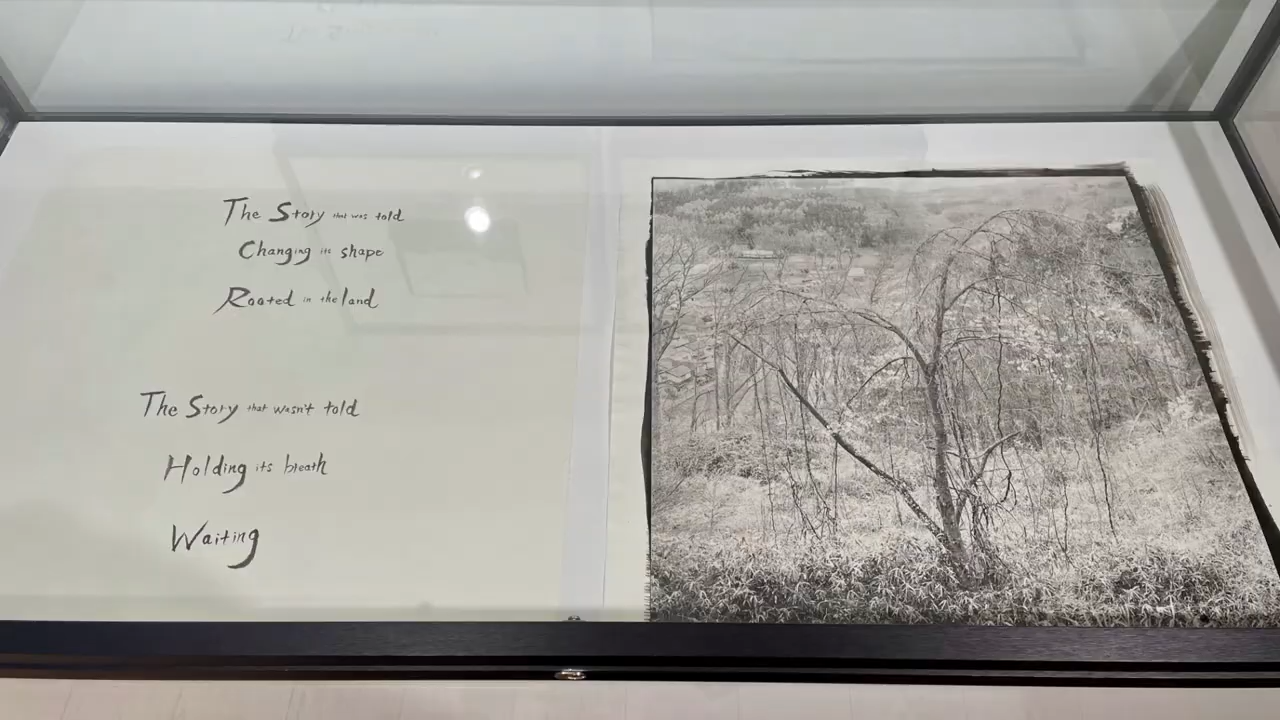 The Story that was told
Changing its shape
Rooted in the land
The Story that wasn't told
Holding its breath
Waiting